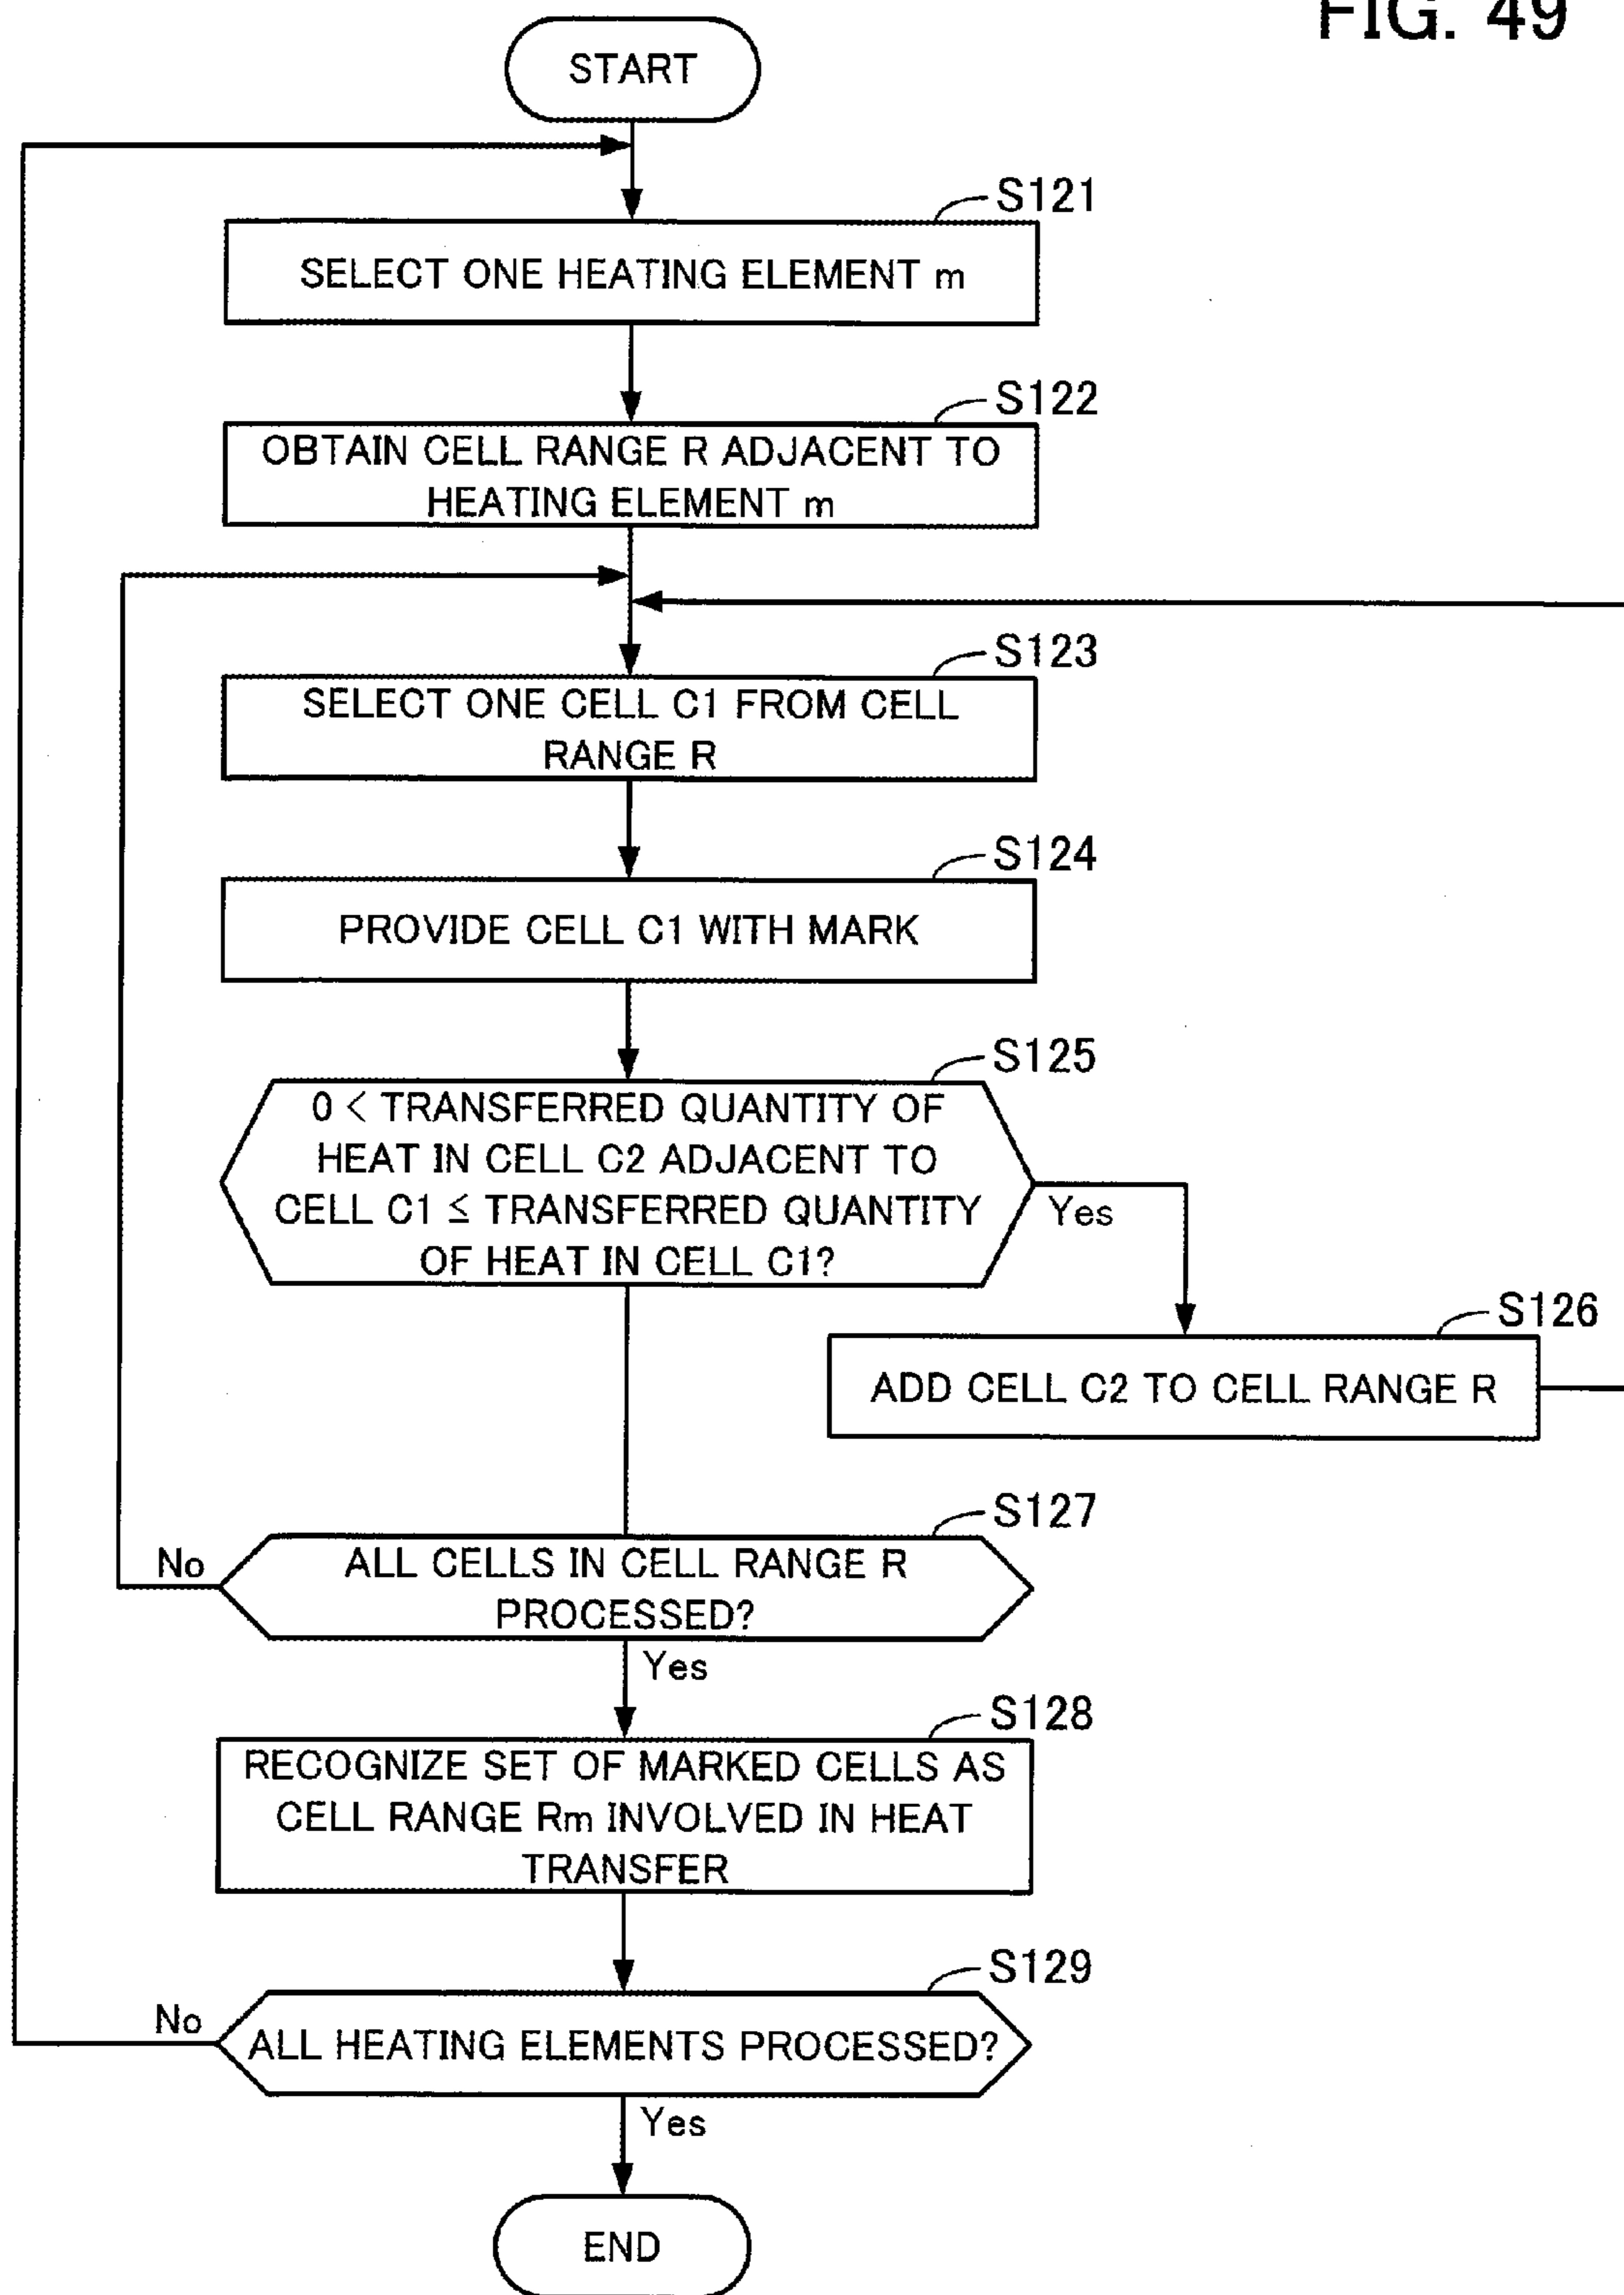 FIG. 49
START
S121
SELECT ONE HEATING ELEMENT m
S122
OBTAIN CELL RANGE R ADJACENT TO
HEATING ELEMENT m
S123
SELECT ONE CELL C1 FROM CELL
RANGE R
S124
PROVIDE CELL C1 WITH MARK
S125
0 < TRANSFERRED QUANTITY OF
HEAT IN CELL C2 ADJACENT TO
CELL C1 ≤ TRANSFERRED QUANTITY
OF HEAT IN CELL C1?
Yes
S126
ADD CELL C2 TO CELL RANGE R
S127
No
ALL CELLS IN CELL RANGE R
PROCESSED?
Yes
S128
RECOGNIZE SET OF MARKED CELLS AS
CELL RANGE Rm INVOLVED IN HEAT
TRANSFER
S129
No
ALL HEATING ELEMENTS PROCESSED?
Yes
END